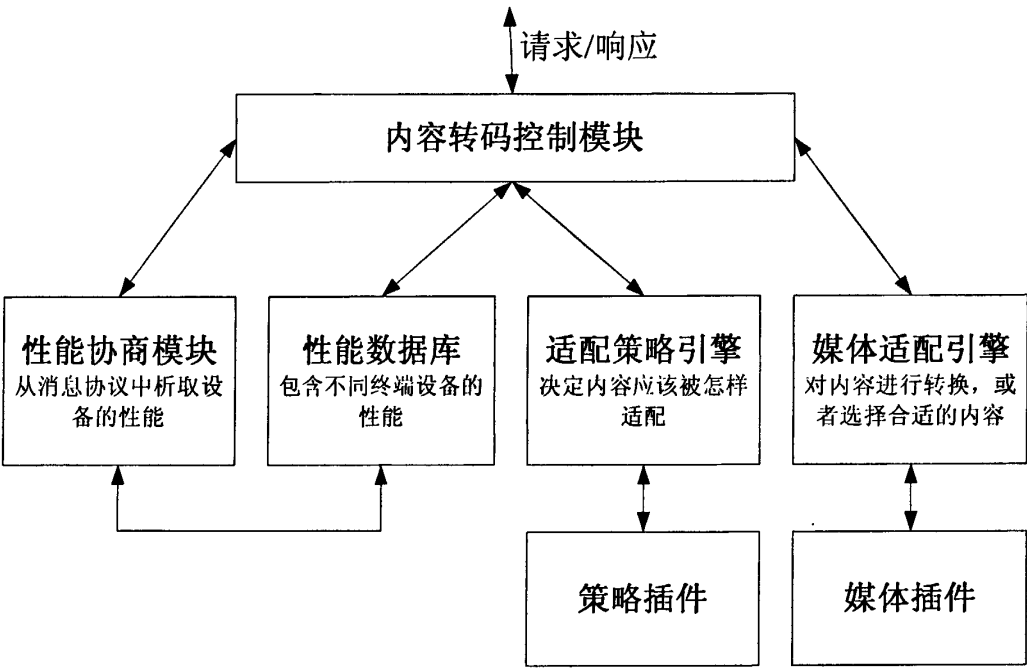 请求/响应
内容转码控制模块
性能协商模块
从消息协议中析取设
备的性能
性能数据库
包含不同终端设备的
性能
适配策略引擎
决定内容应该被怎样
适配
媒体适配引擎
对内容进行转换，或
者选择合适的内容
策略插件
媒体插件